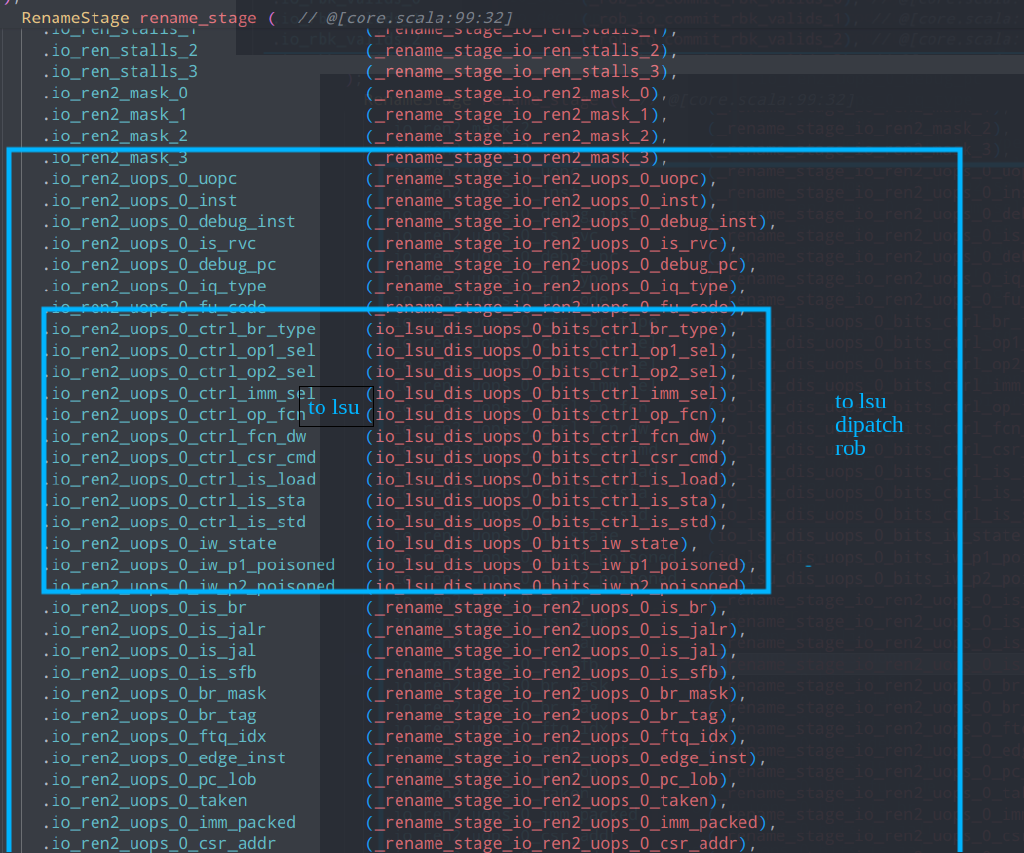 RenameStage rename_stage ( // @[core.scala:99:32]
.io_ren_stalls_1 (_rename_stage_io_ren_stalls_1),
.io_ren_stalls_2 (_rename_stage_io_ren_stalls_2),
.io_ren_stalls_3 (_rename_stage_io_ren_stalls_3),
.io_ren2_mask_0 (_rename_stage_io_ren2_mask_0),
.io_ren2_mask_1 (_rename_stage_io_ren2_mask_1),
.io_ren2_mask_2 (_rename_stage_io_ren2_mask_2),
.io_ren2_mask_3 (_rename_stage_io_ren2_mask_3),
.io_ren2_uops_0_uopc (_rename_stage_io_ren2_uops_0_uopc),
.io_ren2_uops_0_inst (_rename_stage_io_ren2_uops_0_inst),
.io_ren2_uops_0_debug_inst (_rename_stage_io_ren2_uops_0_debug_inst),
.io_ren2_uops_0_is_rvc (_rename_stage_io_ren2_uops_0_is_rvc),
.io_ren2_uops_0_debug_pc (_rename_stage_io_ren2_uops_0_debug_pc),
.io_ren2_uops_0_iq_type (_rename_stage_io_ren2_uops_0_iq_type),
.io_ren2_uops_0_fu_code (_rename_stage_io_ren2_uops_0_fu_code),
.io_ren2_uops_0_ctrl_br_type (io_lsu_dis_uops_0_bits_ctrl_br_type),
.io_ren2_uops_0_ctrl_op1_sel (io_lsu_dis_uops_0_bits_ctrl_op1_sel),
.io_ren2_uops_0_ctrl_op2_sel (io_lsu_dis_uops_0_bits_ctrl_op2_sel),
.io_ren2_uops_0_ctrl_imm_sel (io_lsu_dis_uops_0_bits_ctrl_imm_sel),
.io_ren2_uops_0_ctrl_op_fcn (io_lsu_dis_uops_0_bits_ctrl_op_fcn),
.io_ren2_uops_0_ctrl_fcn_dw (io_lsu_dis_uops_0_bits_ctrl_fcn_dw),
.io_ren2_uops_0_ctrl_csr_cmd (io_lsu_dis_uops_0_bits_ctrl_csr_cmd),
.io_ren2_uops_0_ctrl_is_load (io_lsu_dis_uops_0_bits_ctrl_is_load),
.io_ren2_uops_0_ctrl_is_sta (io_lsu_dis_uops_0_bits_ctrl_is_sta),
.io_ren2_uops_0_ctrl_is_std (io_lsu_dis_uops_0_bits_ctrl_is_std),
.io_ren2_uops_0_iw_state (io_lsu_dis_uops_0_bits_iw_state),
.io_ren2_uops_0_iw_p1_poisoned (io_lsu_dis_uops_0_bits_iw_p1_poisoned),
.io_ren2_uops_0_iw_p2_poisoned (io_lsu_dis_uops_0_bits_iw_p2_poisoned),
.io_ren2_uops_0_is_br (_rename_stage_io_ren2_uops_0_is_br),
.io_ren2_uops_0_is_jalr (_rename_stage_io_ren2_uops_0_is_jalr),
.io_ren2_uops_0_is_jal (_rename_stage_io_ren2_uops_0_is_jal),
.io_ren2_uops_0_is_sfb (_rename_stage_io_ren2_uops_0_is_sfb),
.io_ren2_uops_0_br_mask (_rename_stage_io_ren2_uops_0_br_mask),
.io_ren2_uops_0_br_tag (_rename_stage_io_ren2_uops_0_br_tag),
.io_ren2_uops_0_ftq_idx (_rename_stage_io_ren2_uops_0_ftq_idx),
.io_ren2_uops_0_edge_inst (_rename_stage_io_ren2_uops_0_edge_inst),
.io_ren2_uops_0_pc_lob (_rename_stage_io_ren2_uops_0_pc_lob),
.io_ren2_uops_0_taken (_rename_stage_io_ren2_uops_0_taken),
.io_ren2_uops_0_imm_packed (_rename_stage_io_ren2_uops_0_imm_packed),
.io_ren2_uops_0_csr_addr (_rename_stage_io_ren2_uops_0_csr_addr),
to lsu
to lsu
dipatch
rob